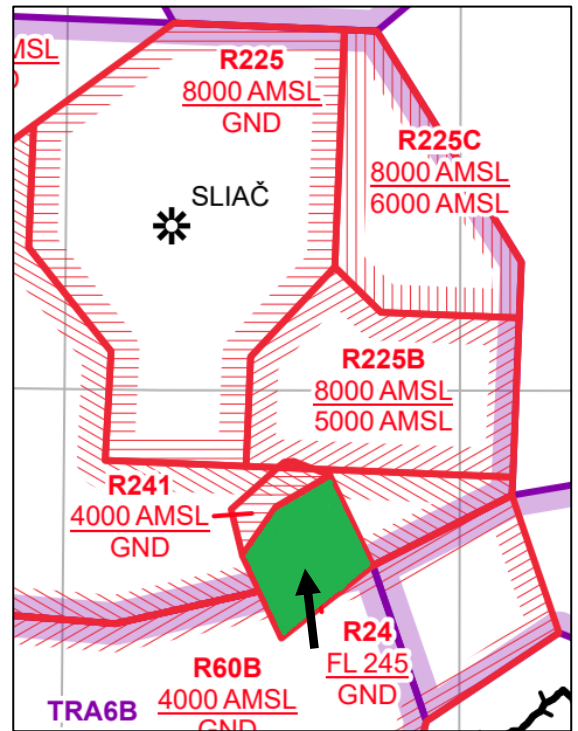 MSL
R225
8000 AMSL
GND
SLIAČ
R225C
8000 AMSL
6000 AMSL
R225B
8000 AMSL
5000 AMSL
R241
4000 AMSL
GND
R24
FL 245
GND
R60B
4000 AMSL
GND
TRA6B